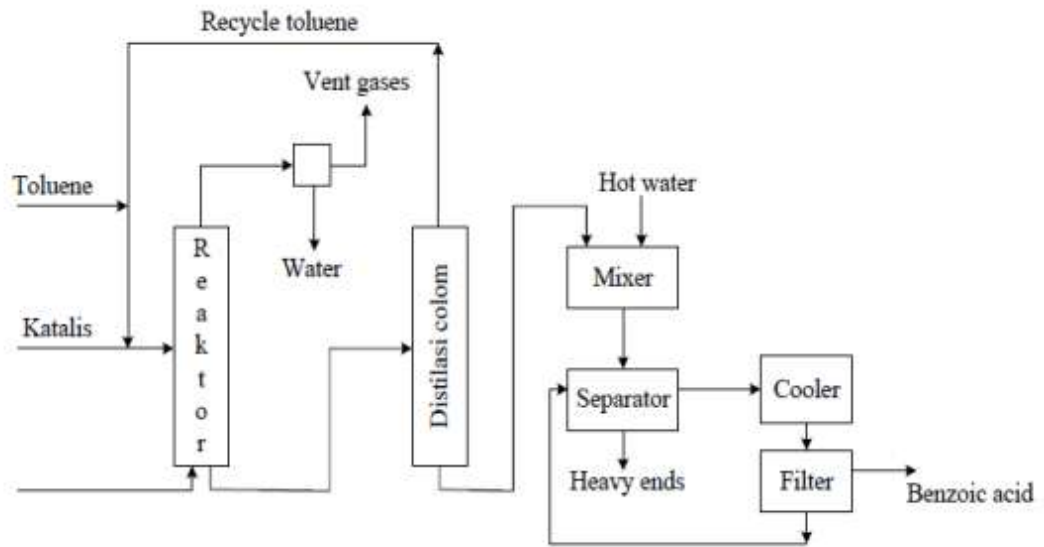 Recycle toluene
Vent gases
Toluene
Hot water
Reaktor
Water
Distilasi colom
Mixer
Katalis
Separator
Cooler
Heavy ends
Filter
Benzoic acid